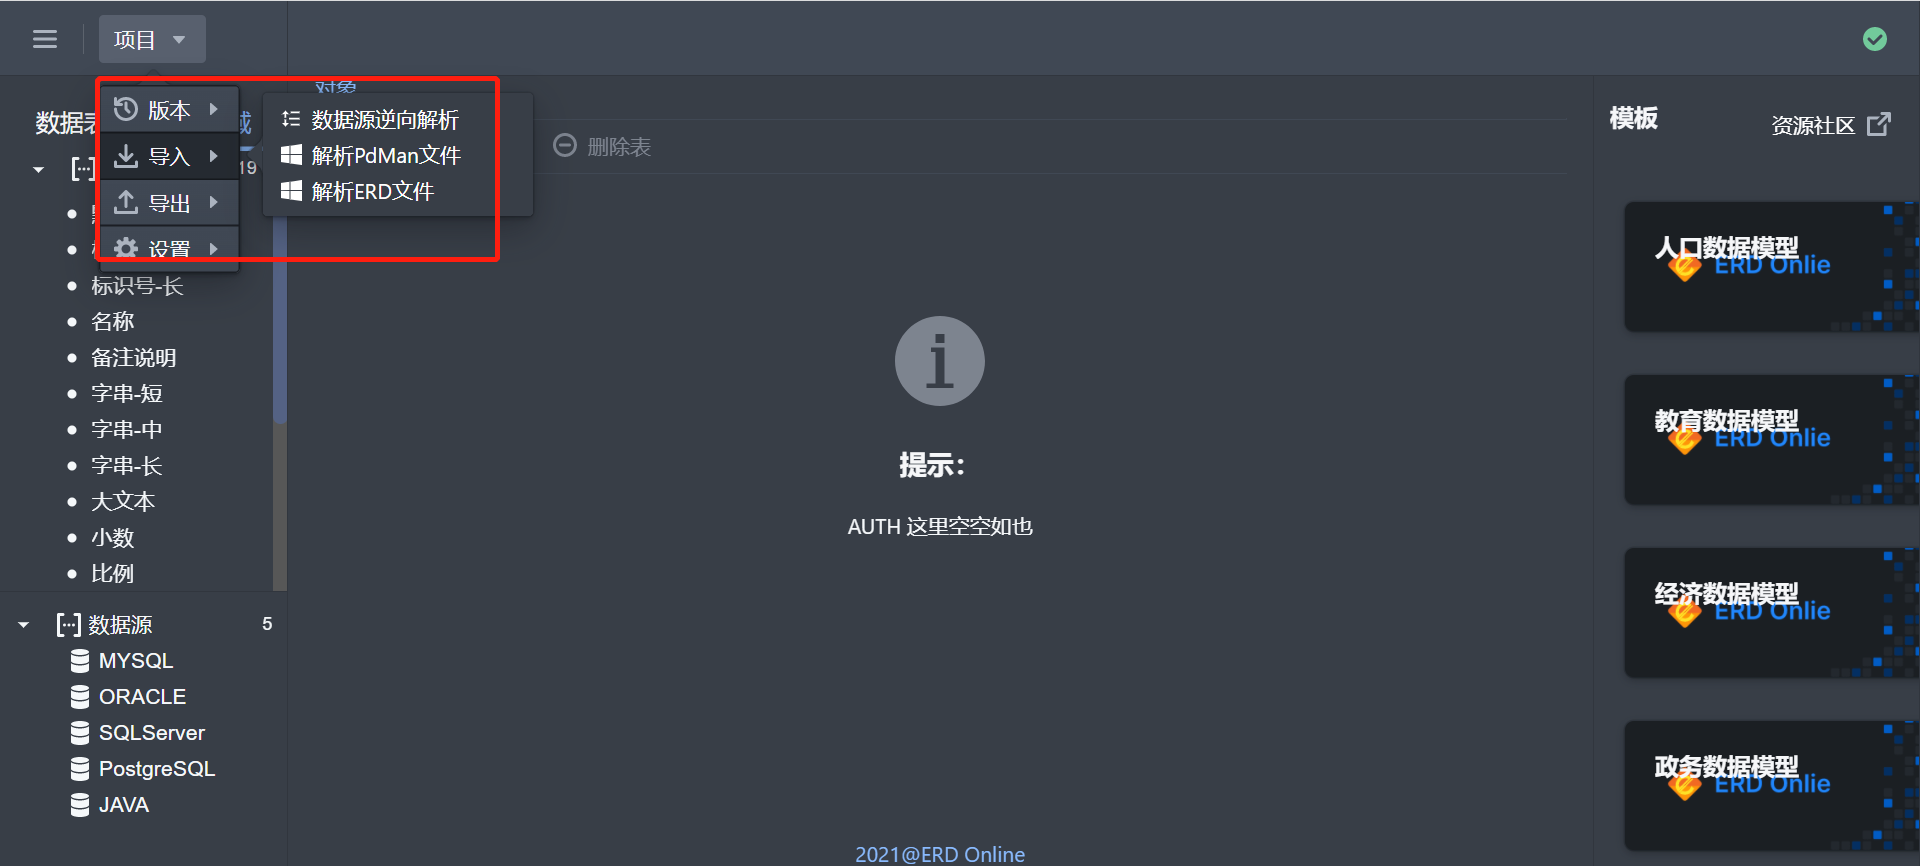 项目
对象
数据表
域
版本
导入
导出
设置
数据源逆向解析
解析PdMan文件
解析ERD文件
19
删除表
标识号-长
名称
备注说明
字串-短
字串-中
字串-长
大文本
小数
比例
数据源
5
MYSQL
ORACLE
SQLServer
PostgreSQL
JAVA
提示：
AUTH 这里空空如也
2021@ERD Online
模板
资源社区
人口数据模型
ERD Onlie
教育数据模型
ERD Onlie
经济数据模型
ERD Onlie
政务数据模型
ERD Onlie